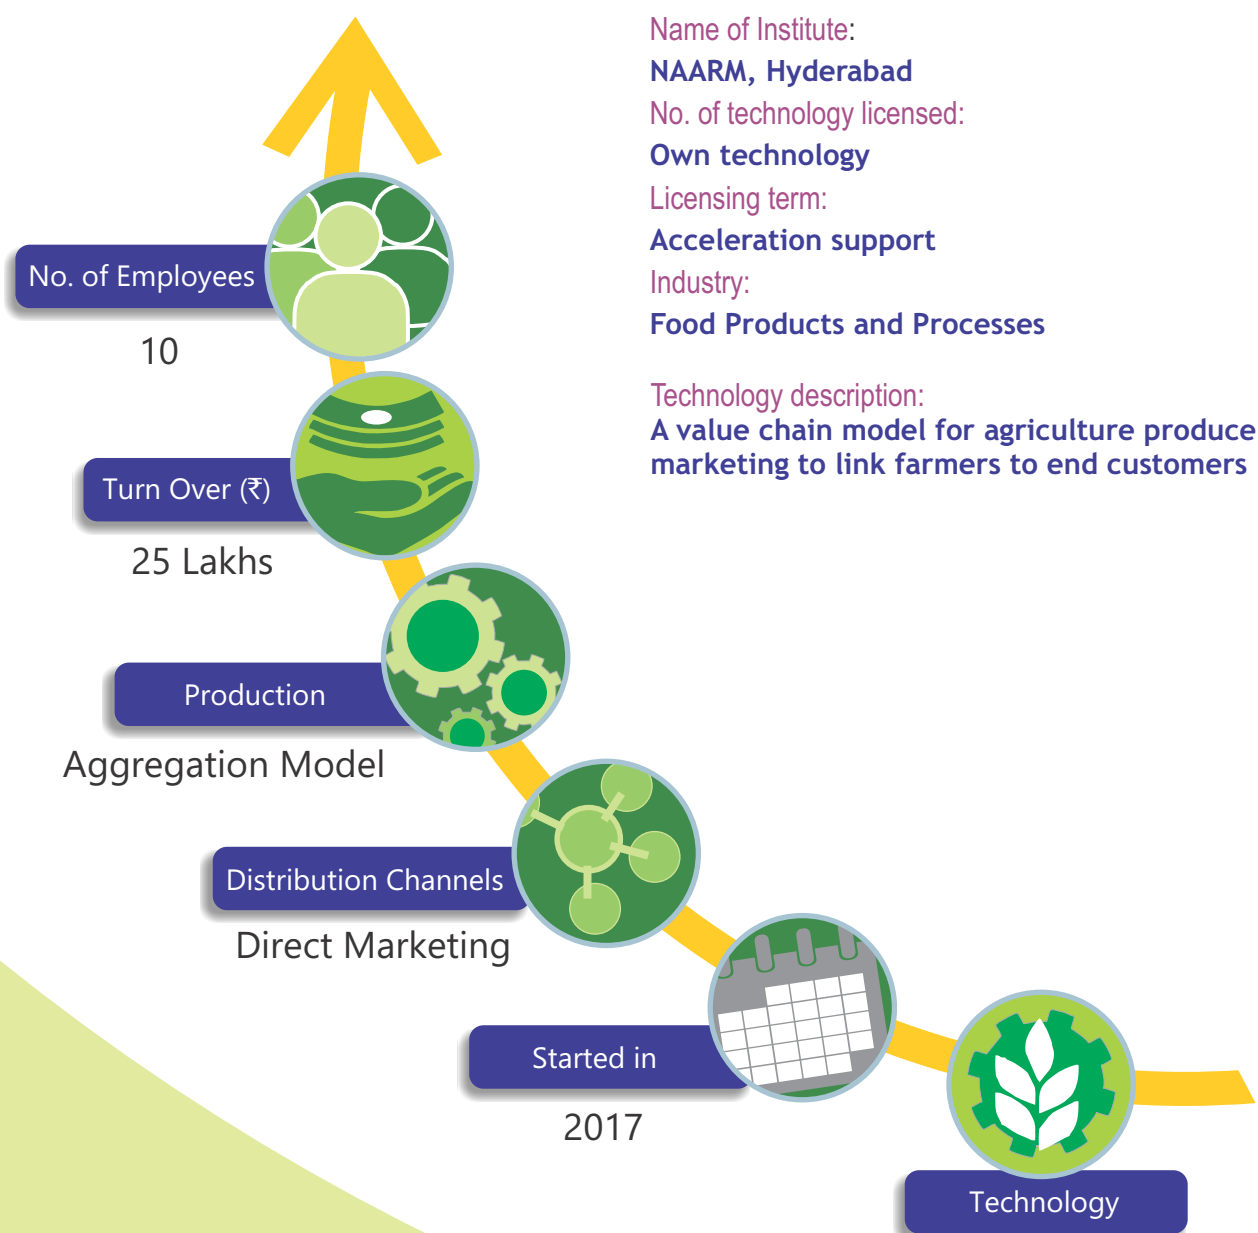 Name of Institute:
NAARM, Hyderabad
No. of technology licensed:
Own technology
Licensing term:
Acceleration support
Industry:
Food Products and Processes
Technology description:
A value chain model for agriculture produce
marketing to link farmers to end customers
No. of Employees
10
Turn Over (₹)
25 Lakhs
Production
Aggregation Model
Distribution Channels
Direct Marketing
Started in
2017
Technology